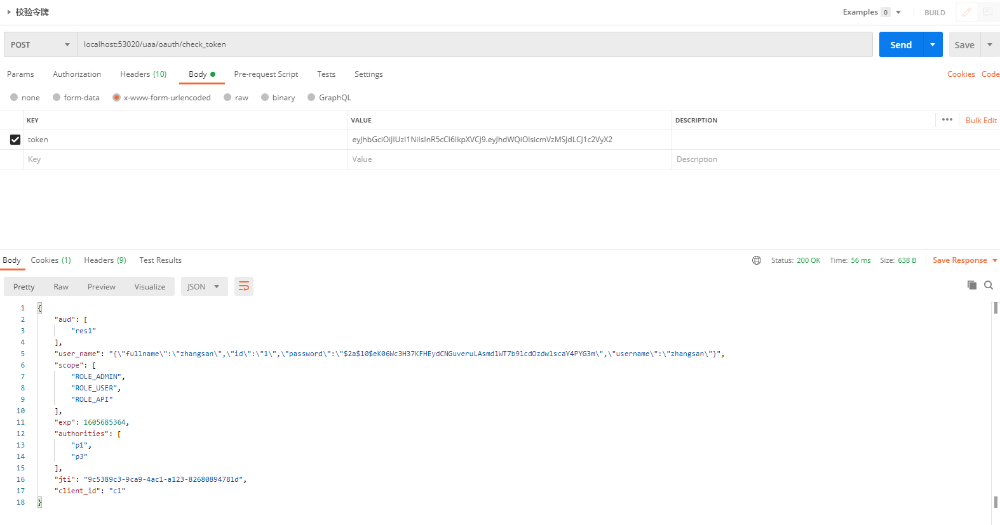 校验令牌
Examples 0
BUILD
POST
localhost:53020/uaa/oauth/check_token
Send
Save
Params Authorization Headers (10) Body Pre-request Script Tests Settings Cookies Code
none form-data x-www-form-urlencoded raw binary GraphQL
KEY VALUE DESCRIPTION ••• Bulk Edit
token eyJhbGciOiJIUzI1NiIsInR5cCI6IkpXVCJ9.eyJhdWQiOlsicmVzMSJdLCJ1c2VyX2
Key Value Description
Body Cookies (1) Headers (9) Test Results Status: 200 OK Time: 56 ms Size: 638 B Save Response
Pretty Raw Preview Visualize JSON
1 {
2 "aud": [
3 "res1"
4 ],
5 "user_name": "{\"fullname\":\"zhangsan\",\"id\":\"1\",\"password\":\"$2a$10$eK06Wc3H37KFHEydCNGuveruLAsmdlWT7b9lcdOzdw1scaY4PYG3m\",\"username\":\"zhangsan\"}",
6 "scope": [
7 "ROLE_ADMIN",
8 "ROLE_USER",
9 "ROLE_API"
10 ],
11 "exp": 1605685364,
12 "authorities": [
13 "p1",
14 "p3"
15 ],
16 "jti": "9c5389c3-9ca9-4ac1-a123-82680894781d",
17 "client_id": "c1"
18 }